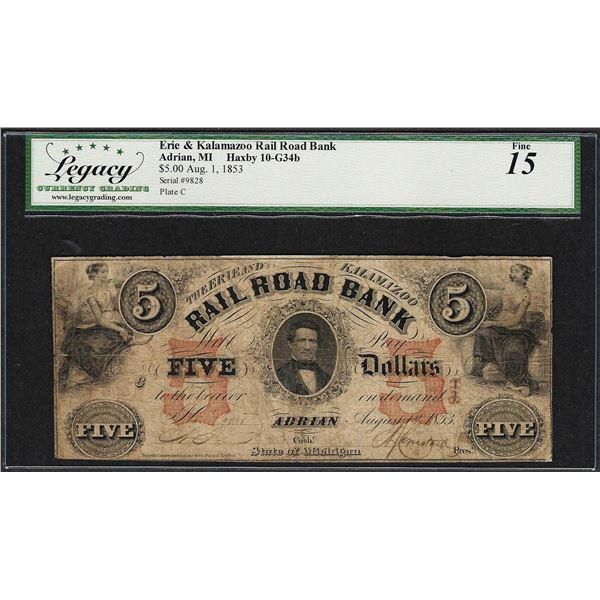 Legacy
CURRENCY GRADING
www.legacygrading.com
Erie & Kalamazoo Rail Road Bank
Adrian, MI Haxby 10-G34b
$5.00 Aug. 1, 1853
Serial #9828
Plate C
Fine
15
THE ERIE AND KALAMAZOO
5 RAIL ROAD BANK 5
Will Pay
FIVE Dollars
to the bearer on demand
ADRIAN August 1st 1853.
FIVE FIVE
Cash! Pres!
State of Michigan